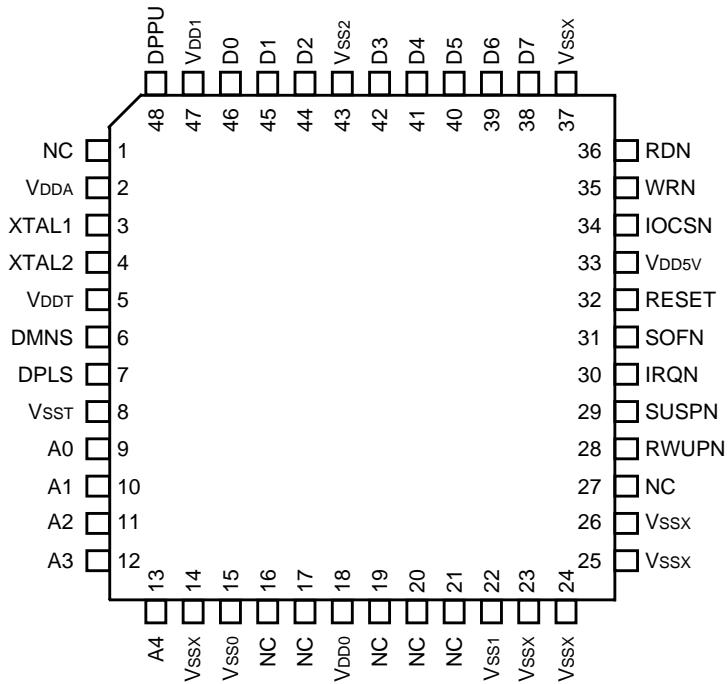 DPPU VDD1 D0 D1 D2 VSS2 D3 D4 D5 D6 D7 VSSX
48 47 46 45 44 43 42 41 40 39 38 37
NC 1 36 RDN
VDDA 2 35 WRN
XTAL1 3 34 IOCSN
XTAL2 4 33 VDD5V
VDDT 5 32 RESET
DMNS 6 31 SOFN
DPLS 7 30 IRQN
VSST 8 29 SUSPN
A0 9 28 RWUPN
A1 10 27 NC
A2 11 26 VSSX
A3 12 25 VSSX
13 14 15 16 17 18 19 20 21 22 23 24
A4 VSSX VSS0 NC NC VDD0 NC NC NC VSS1 VSSX VSSX